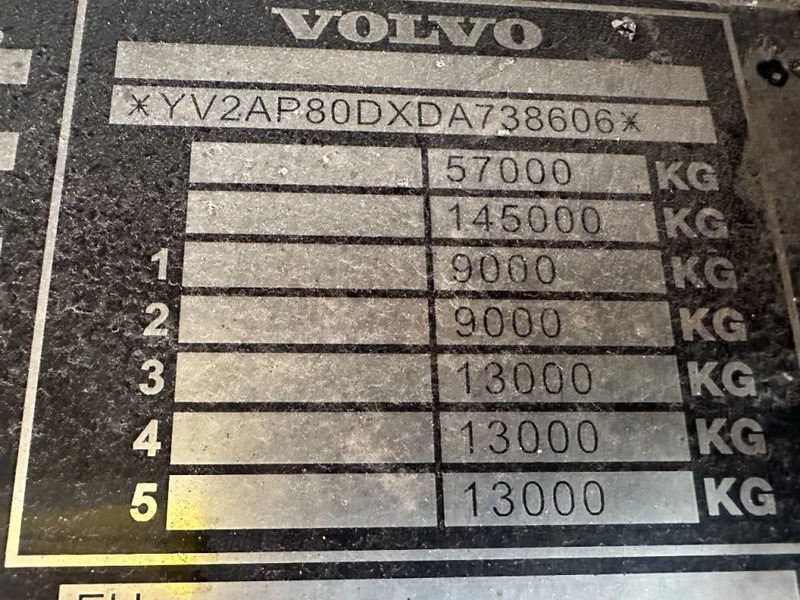 VOLVO
*YV2AP80DXDA738606*
57000 KG
145000 KG
1 9000 KG
2 9000 KG
3 13000 KG
4 13000 KG
5 13000 KG